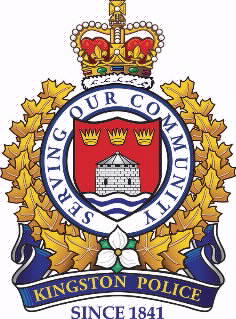 SERVING OUR COMMUNITY
KINGSTON POLICE
SINCE 1841